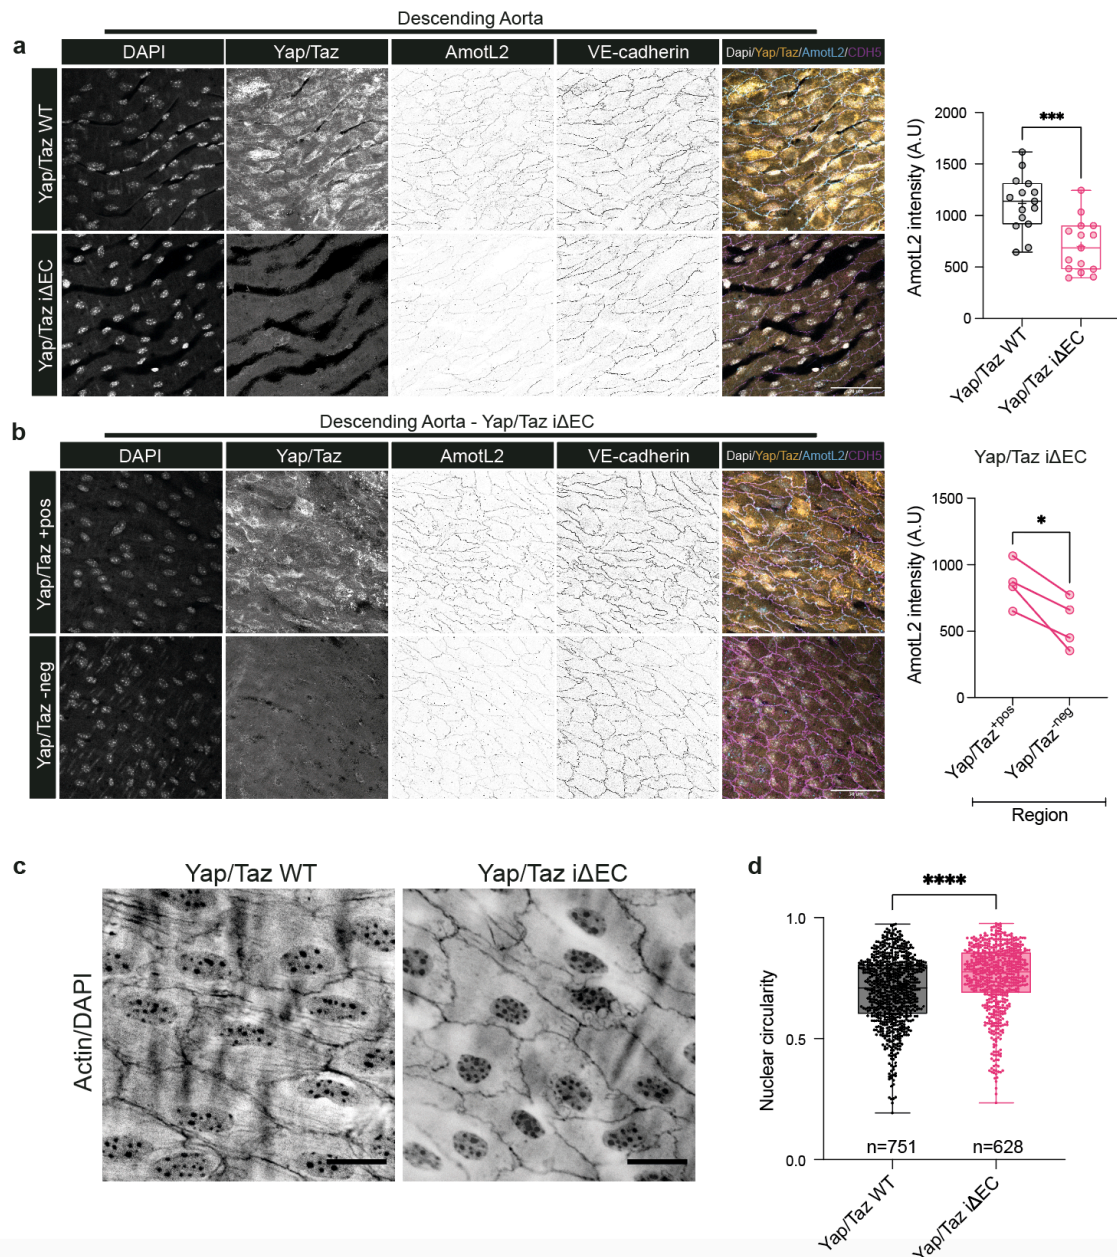 Descending Aorta
a
DAPI
Yap/Taz
AmotL2
VE-cadherin
Dapi/Yap/Taz/AmotL2/CDH5
Yap/Taz WT
Yap/Taz iΔEC
AmotL2 intensity (A.U)
2000
1500
1000
500
0
***
Yap/Taz WT
Yap/Taz iΔEC
b
Descending Aorta - Yap/Taz iΔEC
DAPI
Yap/Taz
AmotL2
VE-cadherin
Dapi/Yap/Taz/AmotL2/CDH5
Yap/Taz +pos
Yap/Taz -neg
Yap/Taz iΔEC
AmotL2 intensity (A.U)
1500
1000
500
0
*
Yap/Taz+pos
Yap/Taz-neg
Region
c
Yap/Taz WT
Yap/Taz iΔEC
Actin/DAPI
d
****
Nuclear circularity
1.0
0.5
0.0
n=751
n=628
Yap/Taz WT
Yap/Taz iΔEC